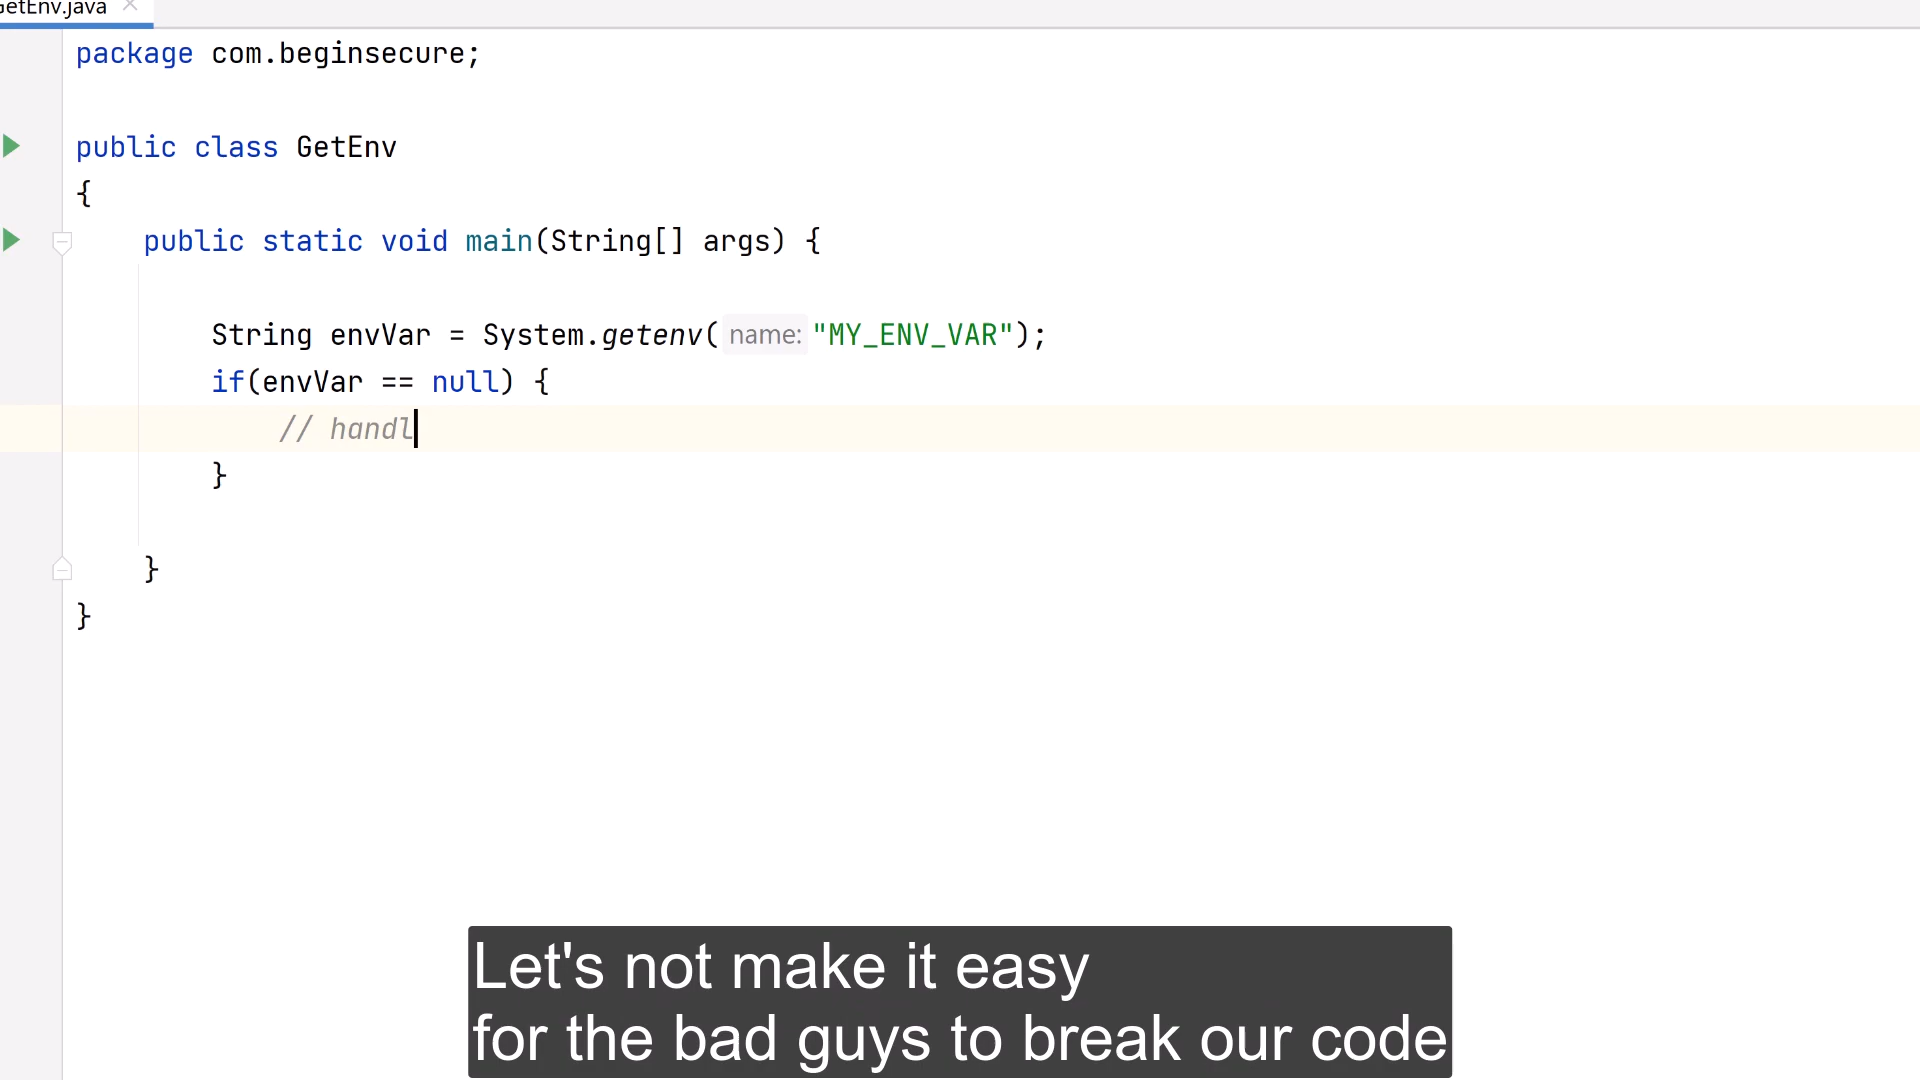 GetEnv.java
package com.beginsecure;
public class GetEnv
{
public static void main(String[] args) {
String envVar = System.getenv( name: "MY_ENV_VAR");
if(envVar == null) {
// handl
}
}
}
Let's not make it easy
for the bad guys to break our code